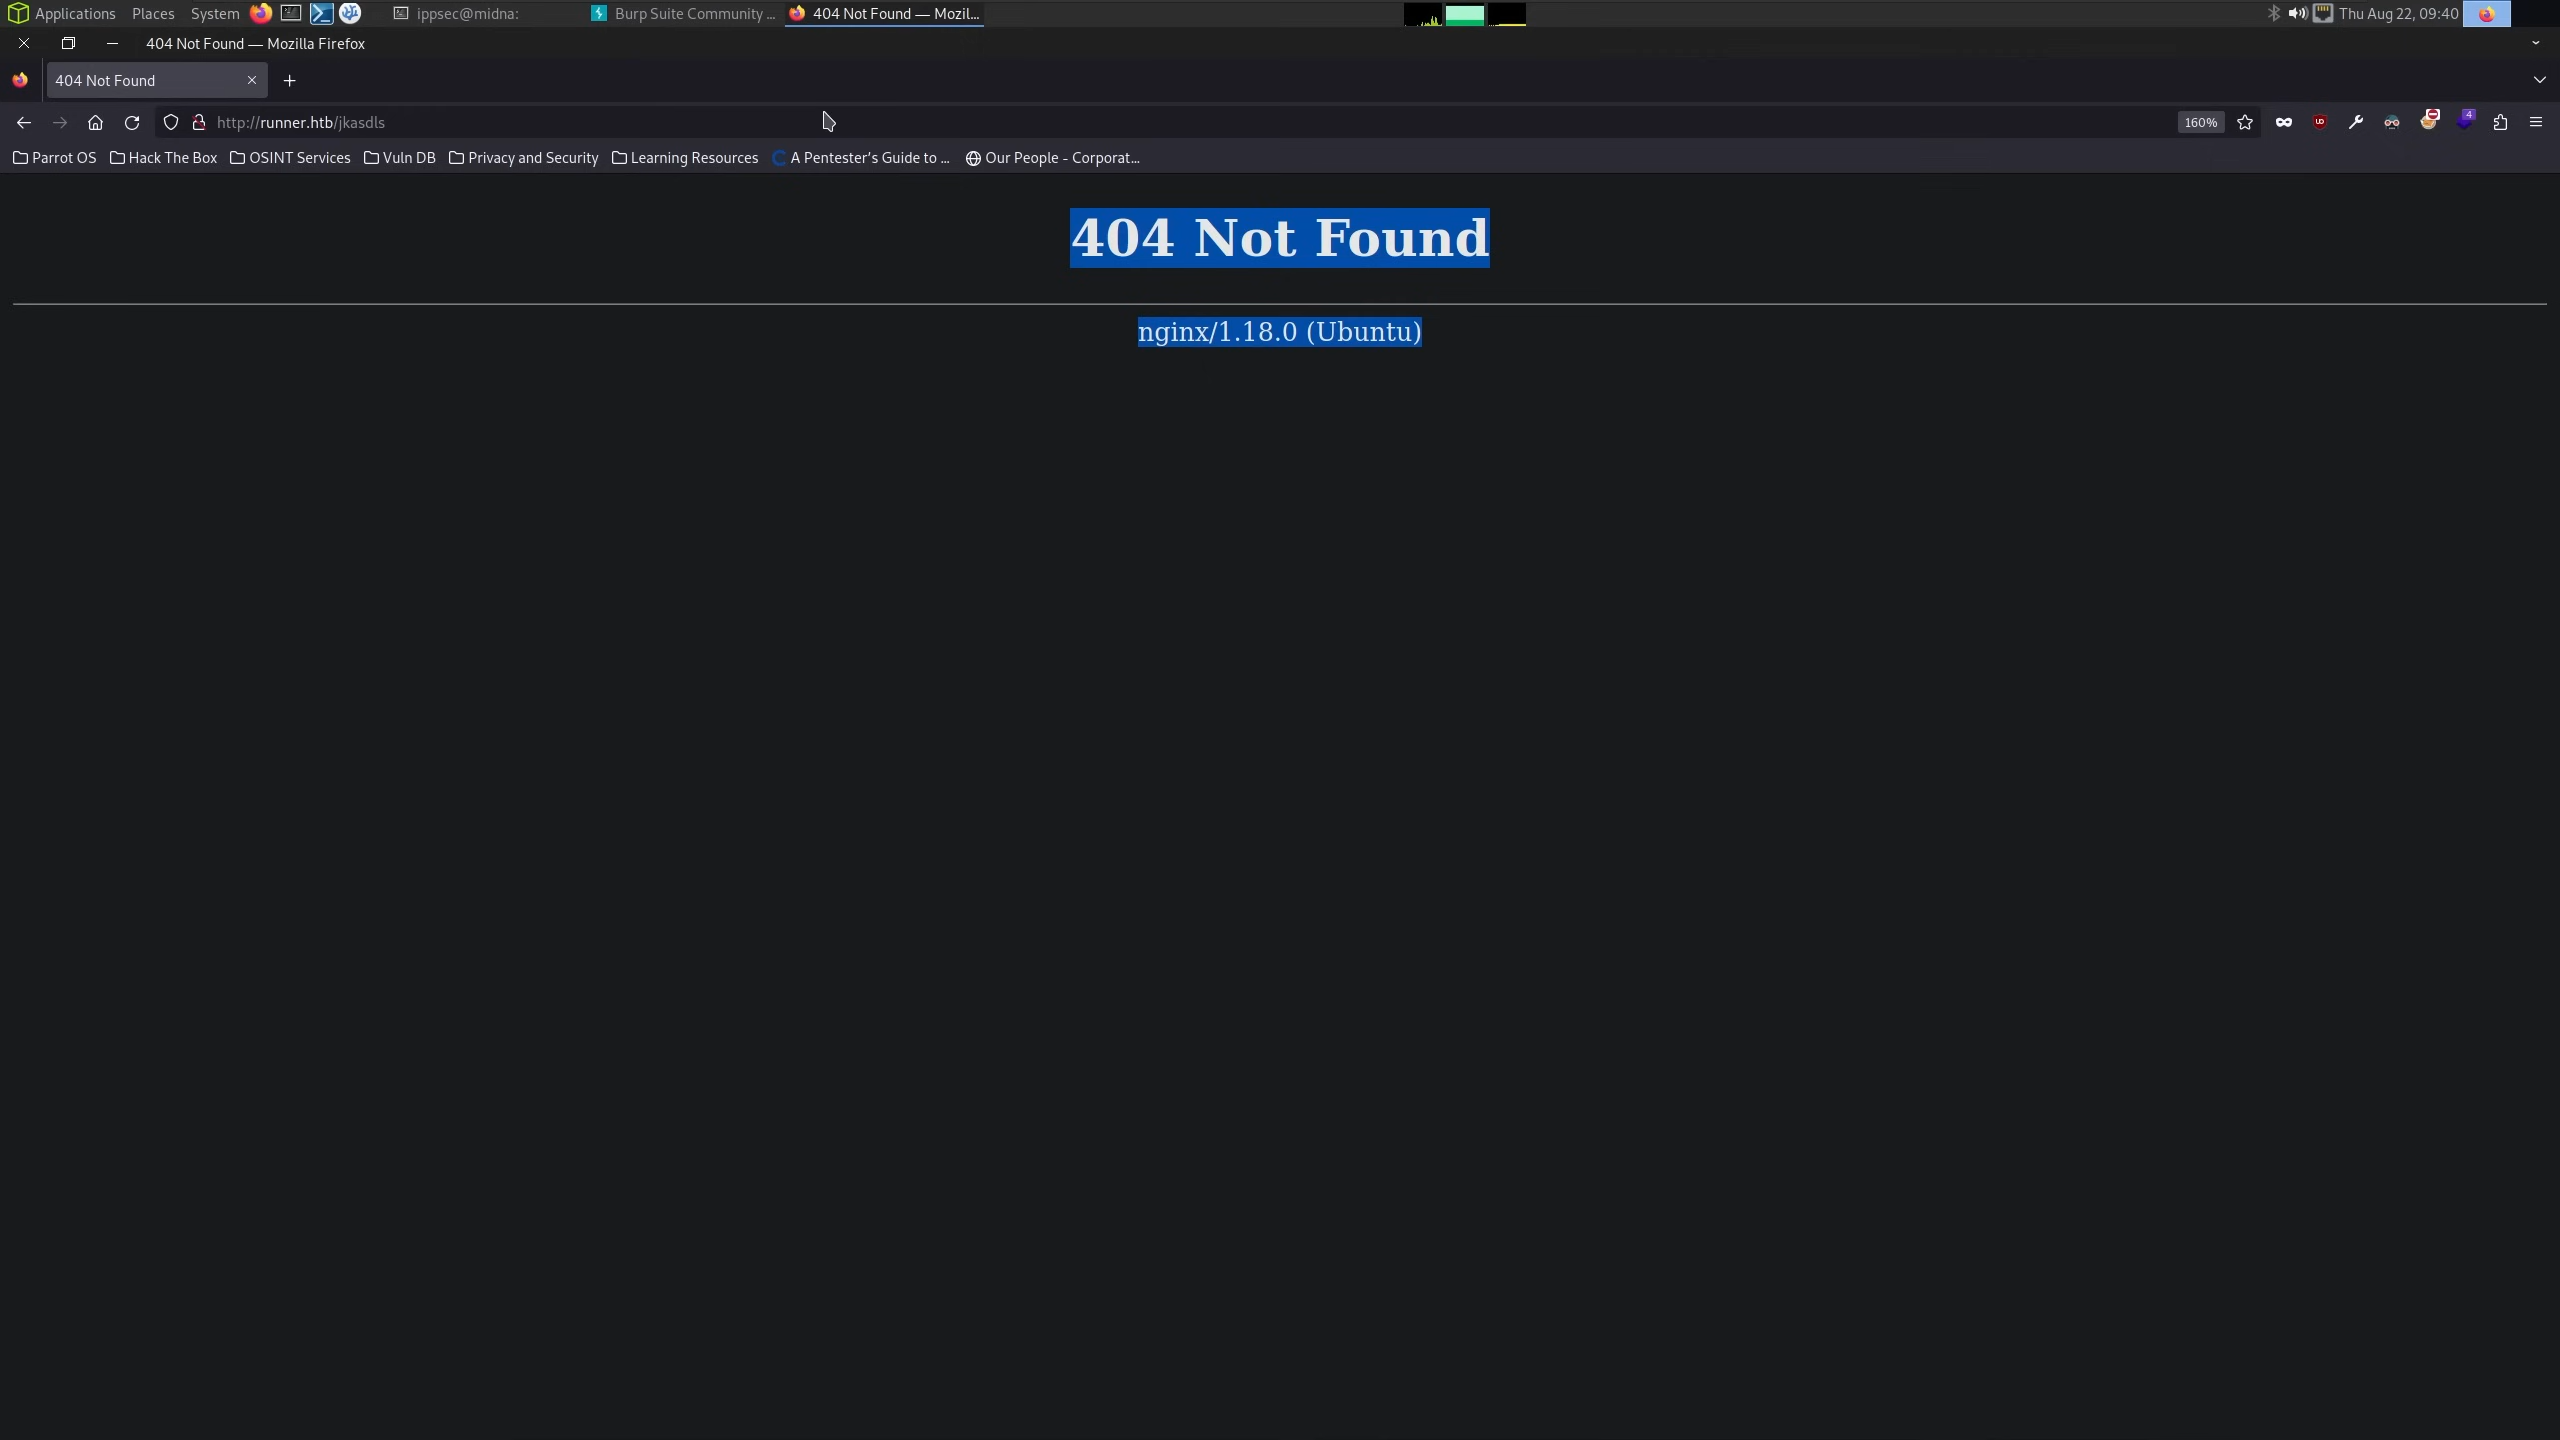 Applications Places System ippsec@midna: Burp Suite Community ... 404 Not Found — Mozil... Thu Aug 22, 09:40
404 Not Found — Mozilla Firefox
404 Not Found
http://runner.htb/jkasdls 160% 4
Parrot OS Hack The Box OSINT Services Vuln DB Privacy and Security Learning Resources A Pentester's Guide to ... Our People - Corporat...
404 Not Found
nginx/1.18.0 (Ubuntu)